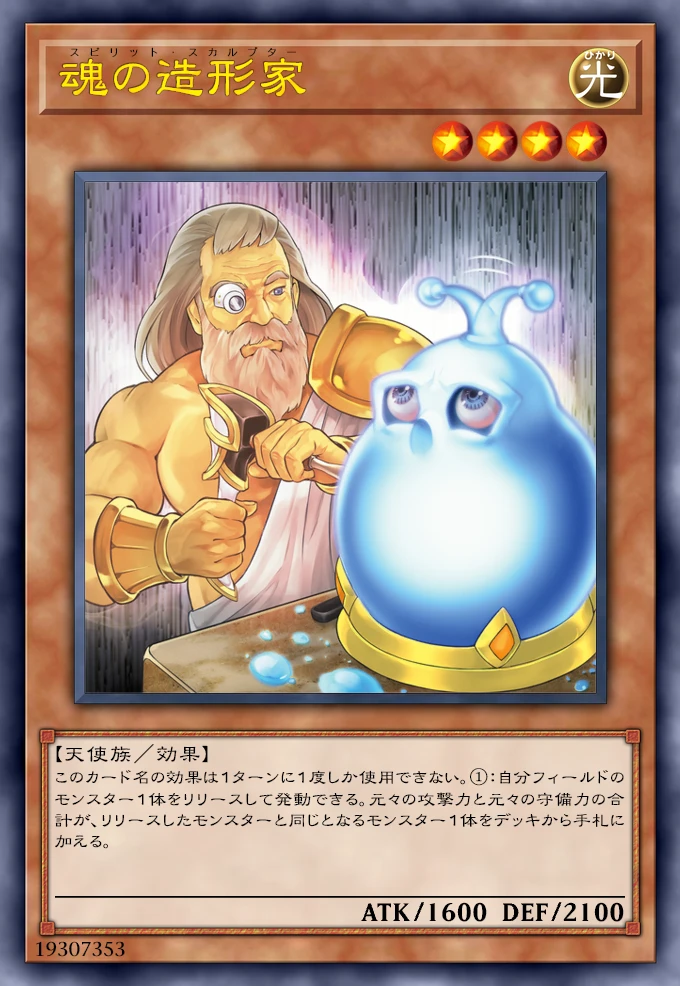 スピリット・スカルプター
魂の造形家
ひかり
光
【天使族／効果】
このカード名の効果は１ターンに１度しか使用できない。①：自分フィールドの
モンスター１体をリリースして発動できる。元々の攻撃力と元々の守備力の合
計が、リリースしたモンスターと同じとなるモンスター１体をデッキから手札に
加える。
ATK/1600 DEF/2100
19307353